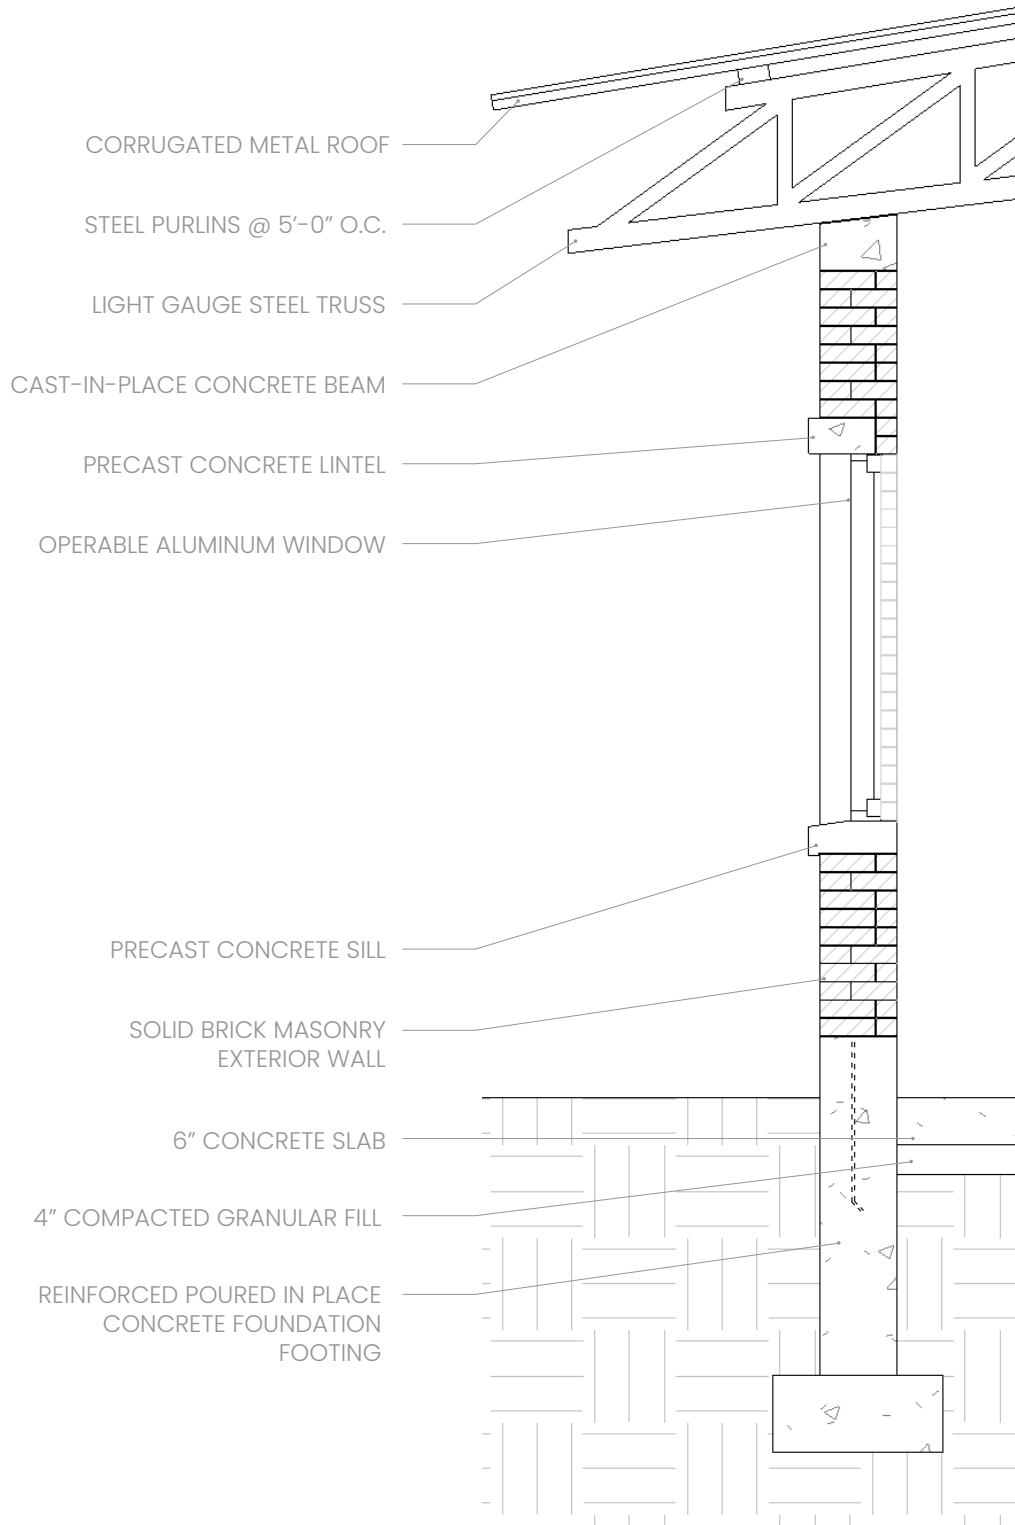 CORRUGATED METAL ROOF
STEEL PURLINS @ 5’-0” O.C.
LIGHT GAUGE STEEL TRUSS
CAST-IN-PLACE CONCRETE BEAM
PRECAST CONCRETE LINTEL
OPERABLE ALUMINUM WINDOW
PRECAST CONCRETE SILL
SOLID BRICK MASONRY
EXTERIOR WALL
6” CONCRETE SLAB
4” COMPACTED GRANULAR FILL
REINFORCED POURED IN PLACE
CONCRETE FOUNDATION
FOOTING